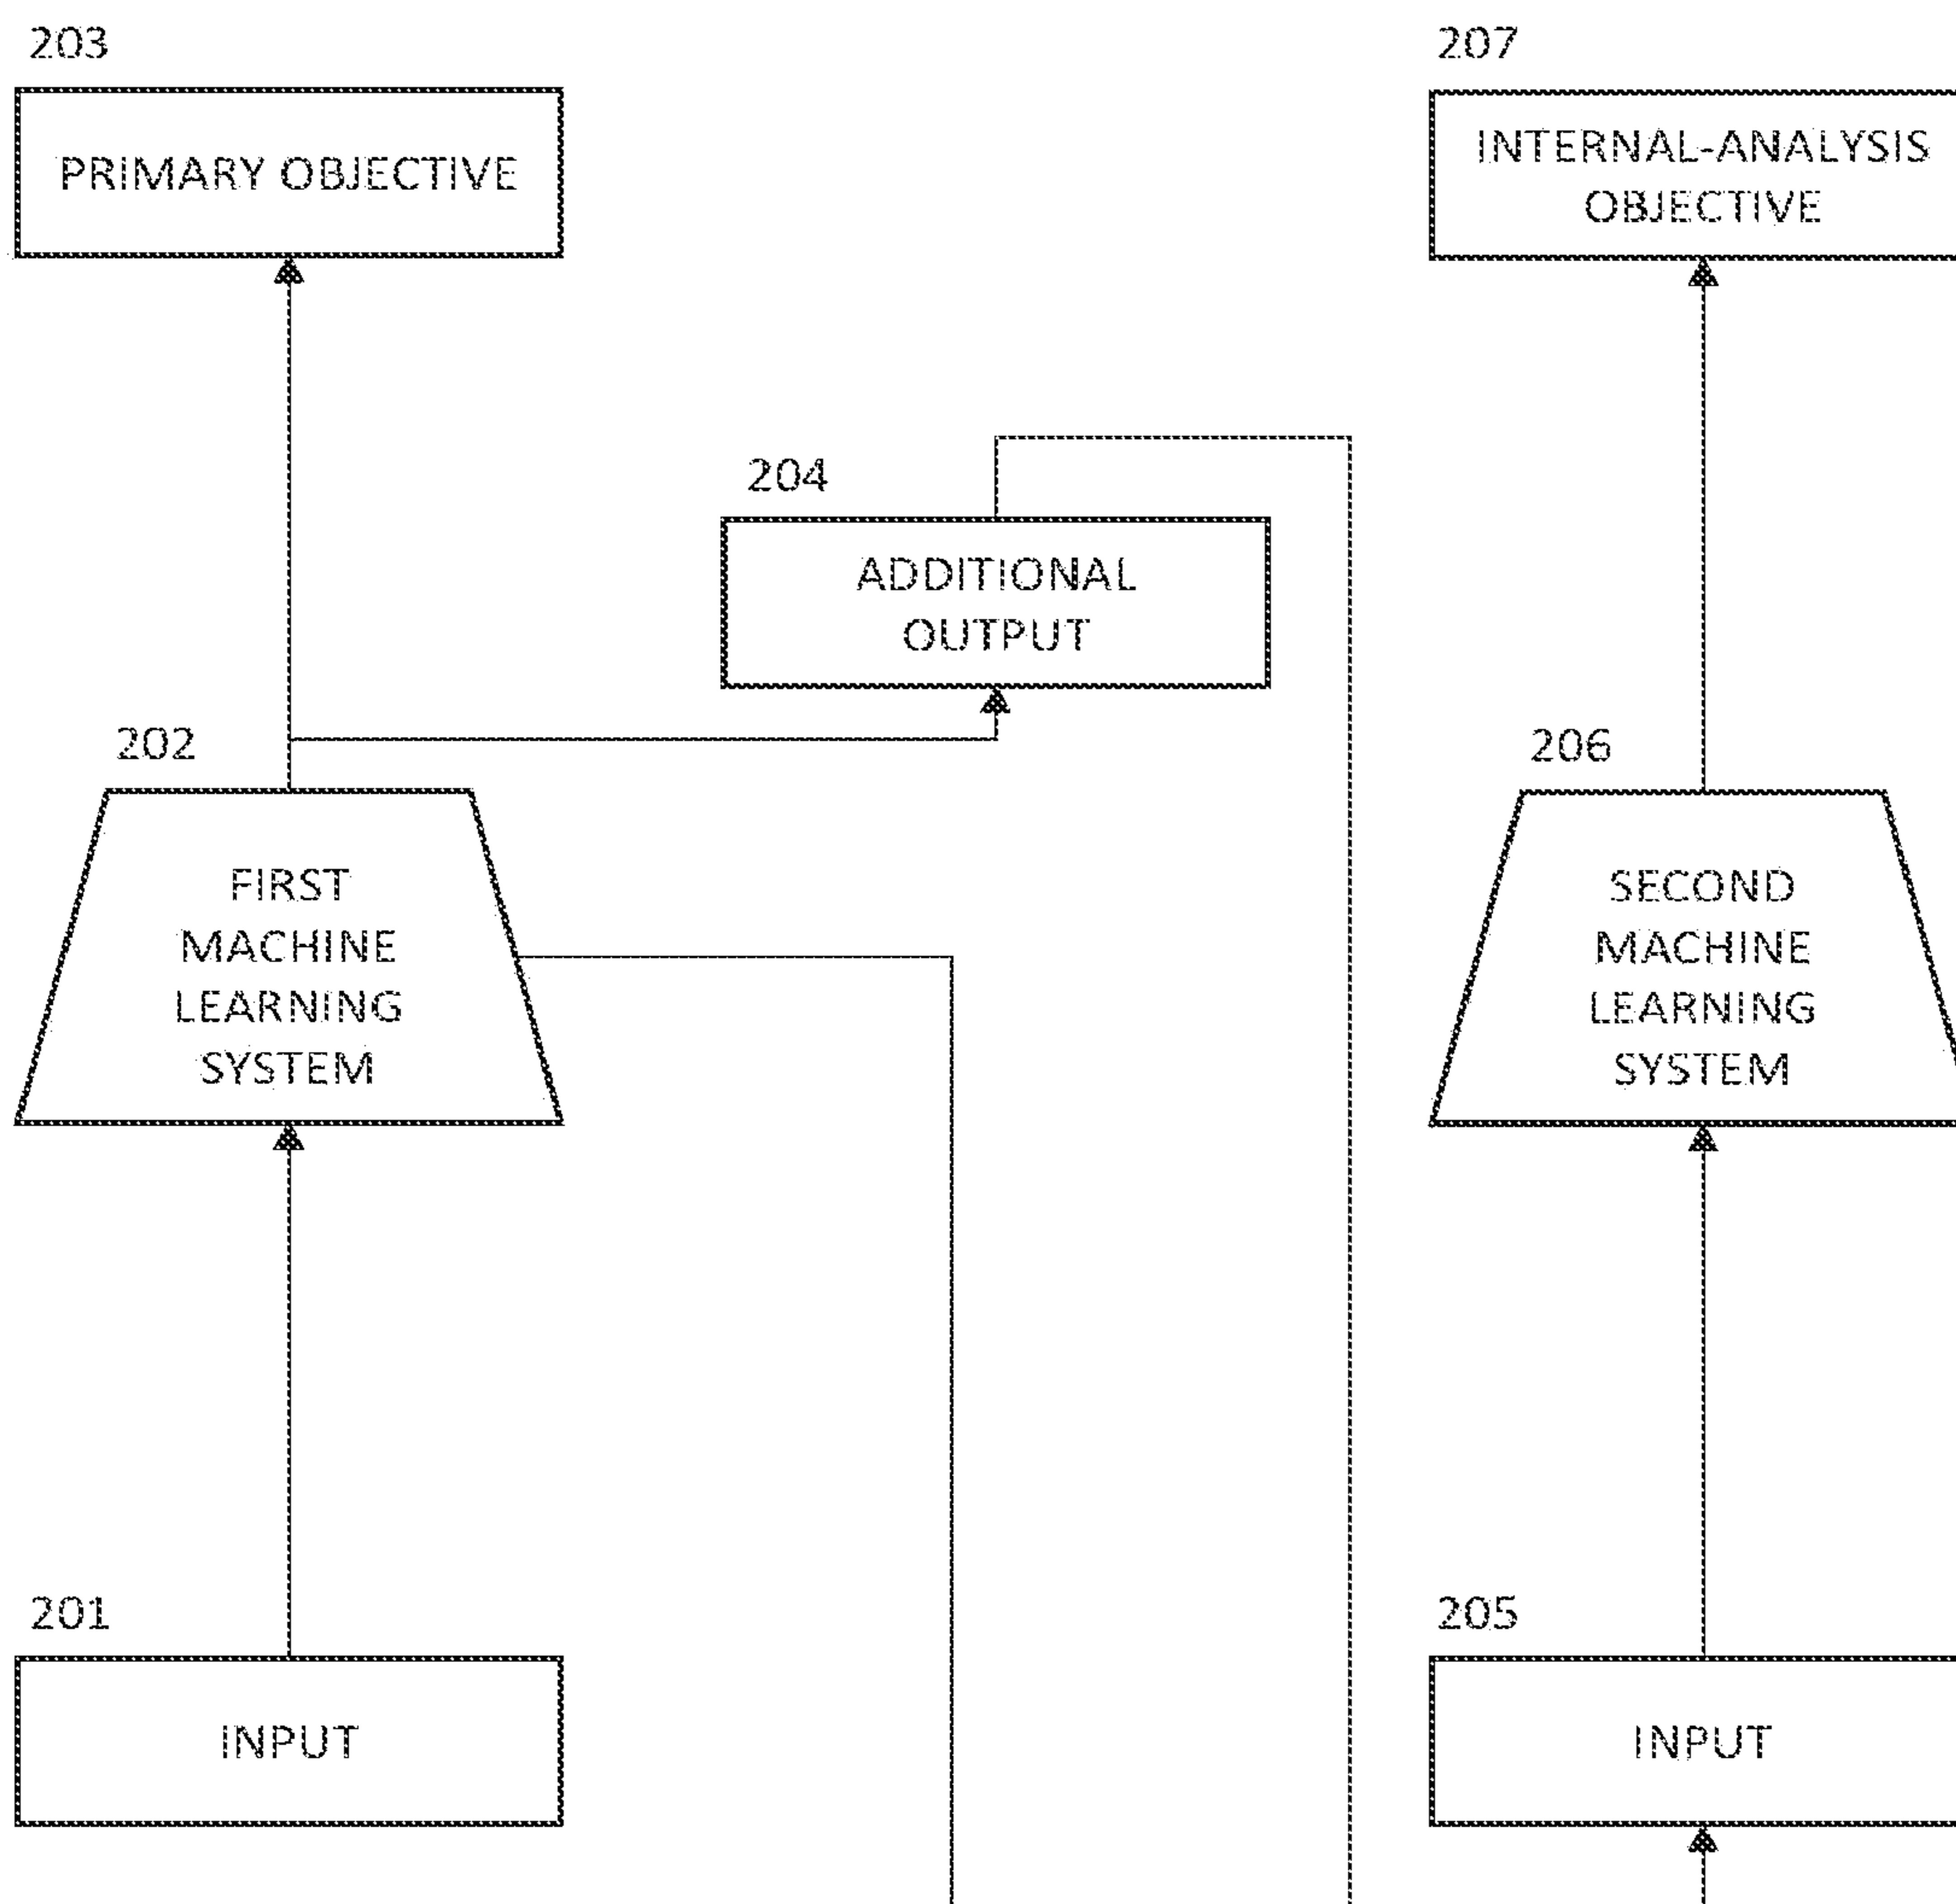 203
PRIMARY OBJECTIVE
207
INTERNAL-ANALYSIS
OBJECTIVE
204
ADDITIONAL
OUTPUT
202
FIRST
MACHINE
LEARNING
SYSTEM
206
SECOND
MACHINE
LEARNING
SYSTEM
201
INPUT
205
INPUT